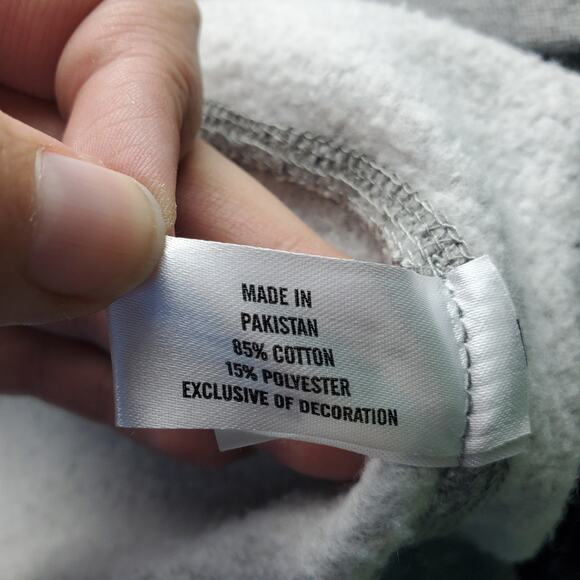 MADE IN
PAKISTAN
85% COTTON
15% POLYESTER
EXCLUSIVE OF DECORATION